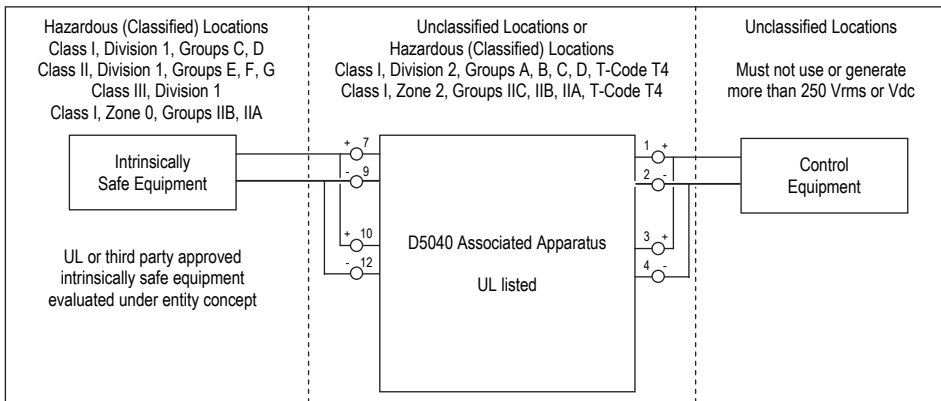 Hazardous (Classified) Locations
Class I, Division 1, Groups C, D
Class II, Division 1, Groups E, F, G
Class III, Division 1
Class I, Zone 0, Groups IIB, IIA
Unclassified Locations or
Hazardous (Classified) Locations
Class I, Division 2, Groups A, B, C, D, T-Code T4
Class I, Zone 2, Groups IIC, IIB, IIA, T-Code T4
Unclassified Locations
Must not use or generate
more than 250 Vrms or Vdc
Intrinsically
Safe Equipment
+ 7
- 9
+ 10
- 12
D5040 Associated Apparatus
UL listed
1 +
2 -
3 +
4 -
Control
Equipment
UL or third party approved
intrinsically safe equipment
evaluated under entity concept